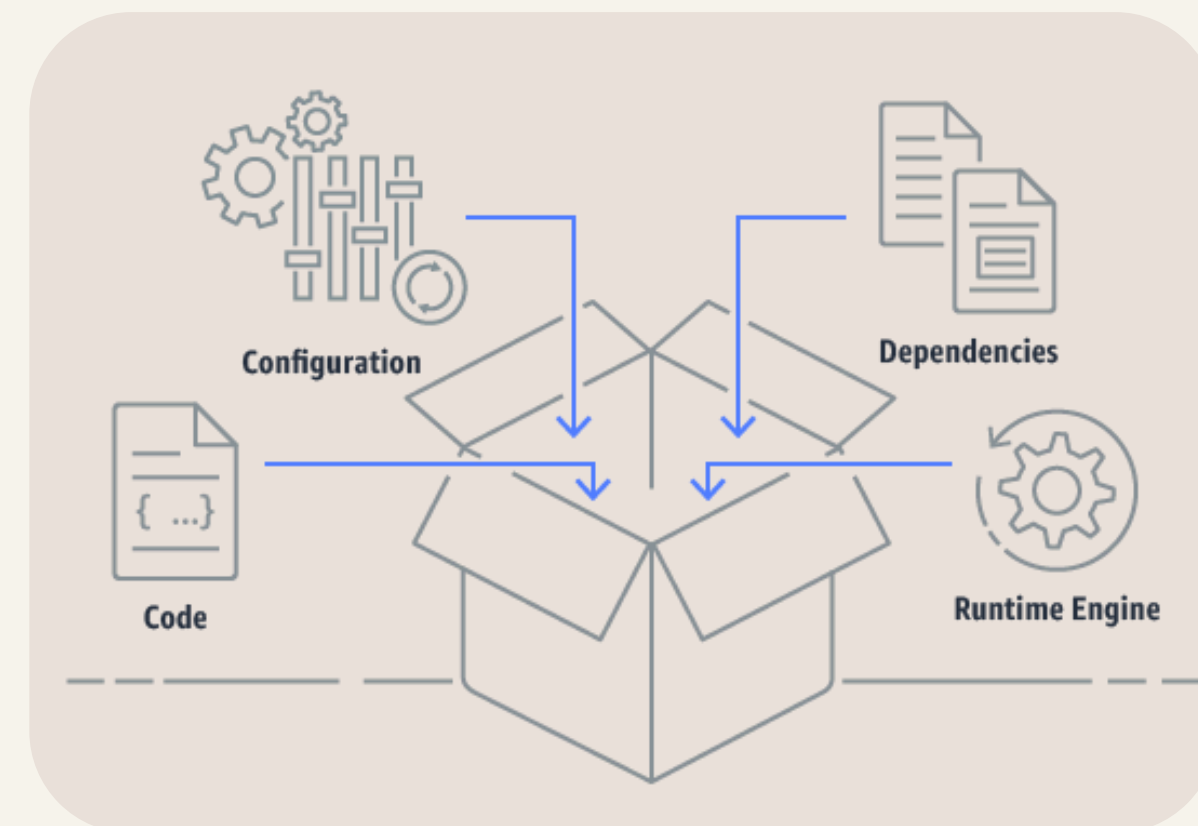 Configuration
Dependencies
Code
{ ...}
Runtime Engine